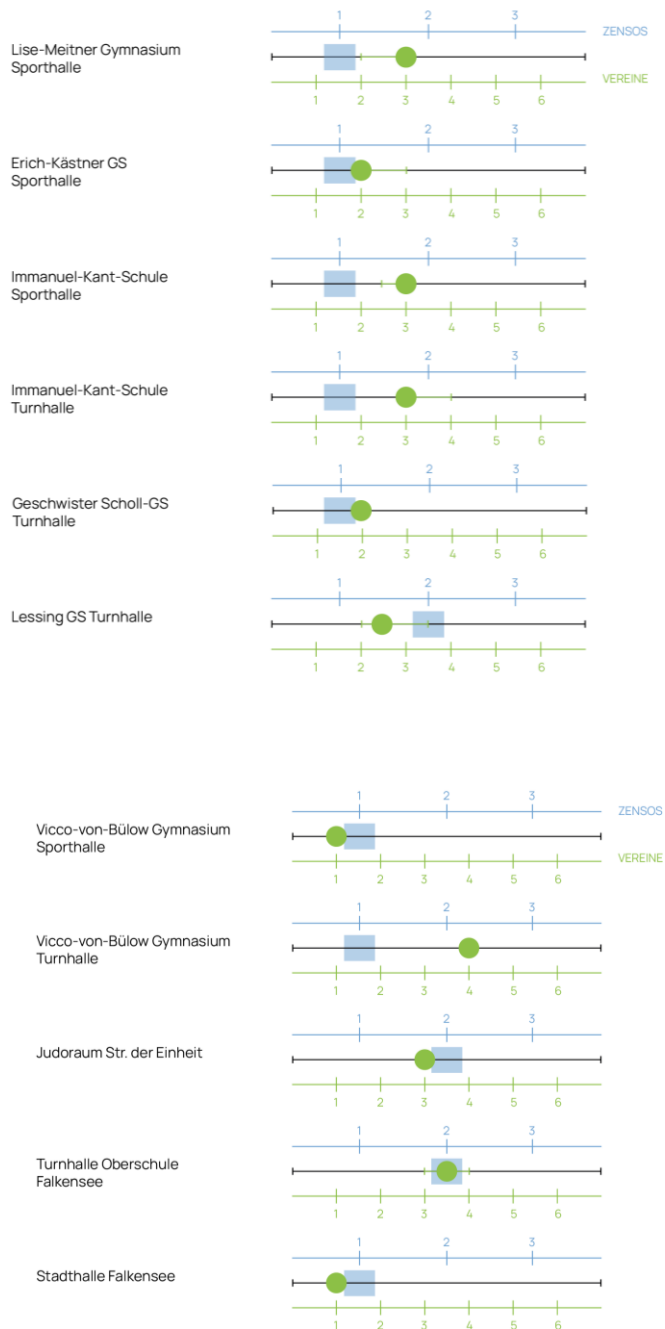 1 2 3
ZENSOS
Lise-Meitner Gymnasium
Sporthalle
VEREINE
1 2 3 4 5 6
1 2 3
Erich-Kästner GS
Sporthalle
1 2 3 4 5 6
1 2 3
Immanuel-Kant-Schule
Sporthalle
1 2 3 4 5 6
1 2 3
Immanuel-Kant-Schule
Turnhalle
1 2 3 4 5 6
1 2 3
Geschwister Scholl-GS
Turnhalle
1 2 3 4 5 6
1 2 3
Lessing GS Turnhalle
1 2 3 4 5 6
1 2 3
ZENSOS
Vicco-von-Bülow Gymnasium
Sporthalle
VEREINE
1 2 3 4 5 6
1 2 3
Vicco-von-Bülow Gymnasium
Turnhalle
1 2 3 4 5 6
1 2 3
Judoraum Str. der Einheit
1 2 3 4 5 6
1 2 3
Turnhalle Oberschule
Falkensee
1 2 3 4 5 6
1 2 3
Stadthalle Falkensee
1 2 3 4 5 6